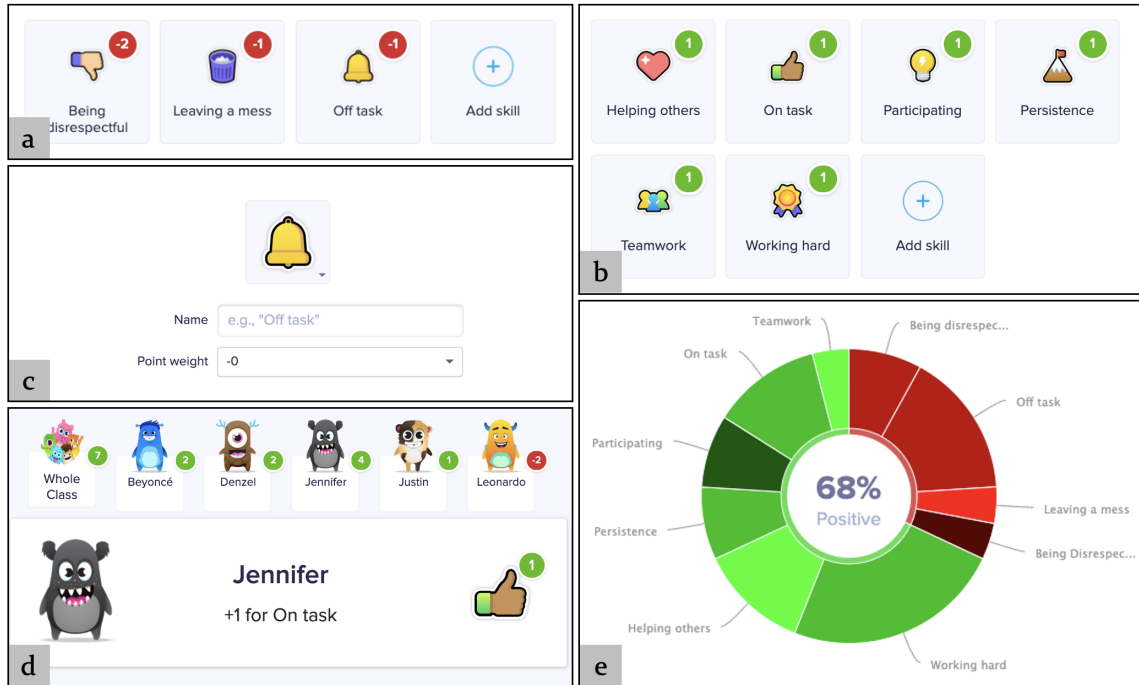 -2
-1
-1
Being
disrespectful
Leaving a mess
Off task
Add skill
a
1
1
1
1
Helping others
On task
Participating
Persistence
1
1
Teamwork
Working hard
Add skill
b
Name
e.g., "Off task"
Point weight
-0
c
7
2
2
4
1
-2
Whole
Class
Beyoncé
Denzel
Jennifer
Justin
Leonardo
Jennifer
+1 for On task
1
d
Teamwork
Being disrespec...
On task
Off task
Participating
68%
Positive
Leaving a mess
Persistence
Being Disrespec...
Helping others
Working hard
e